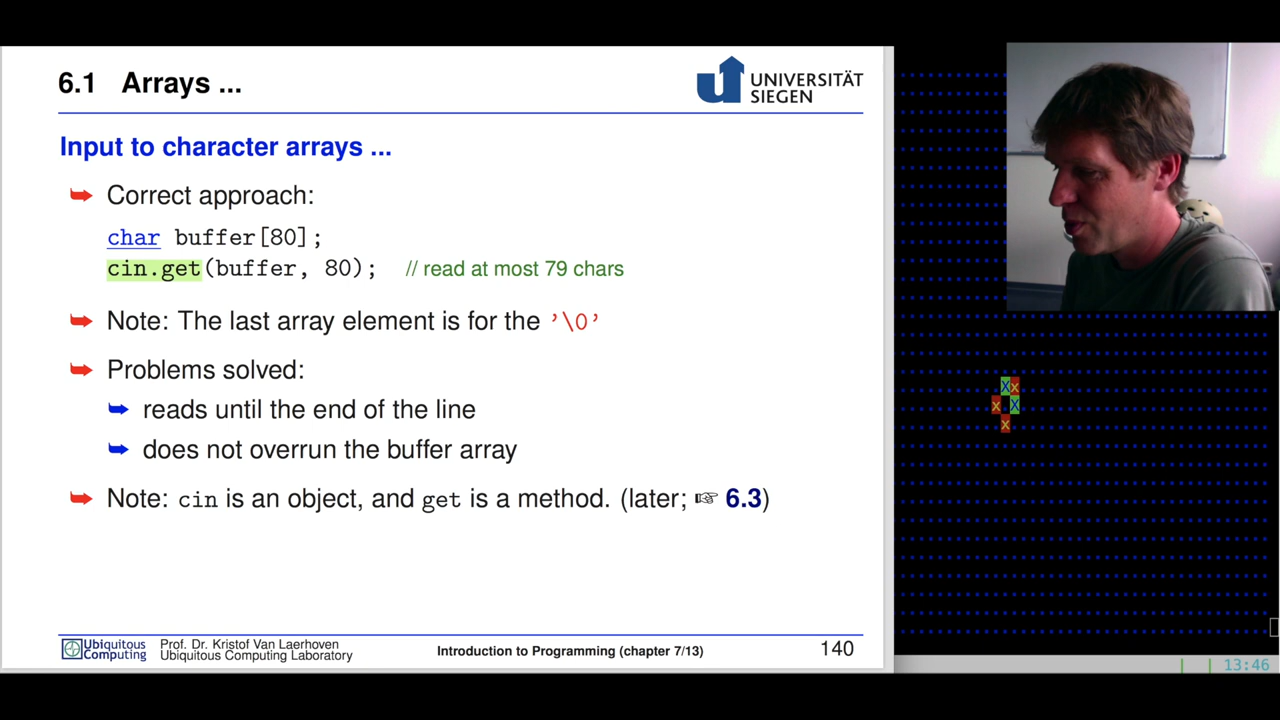 6.1 Arrays ...
UNIVERSITÄT
SIEGEN
Input to character arrays ...
Correct approach:
char buffer[80];
cin.get(buffer, 80); // read at most 79 chars
Note: The last array element is for the '\0'
Problems solved:
reads until the end of the line
does not overrun the buffer array
Note: cin is an object, and get is a method. (later; ☞ 6.3)
Ubiquitous
Computing
Prof. Dr. Kristof Van Laerhoven
Ubiquitous Computing Laboratory
Introduction to Programming (chapter 7/13)
140
X x
x X
x
13:46